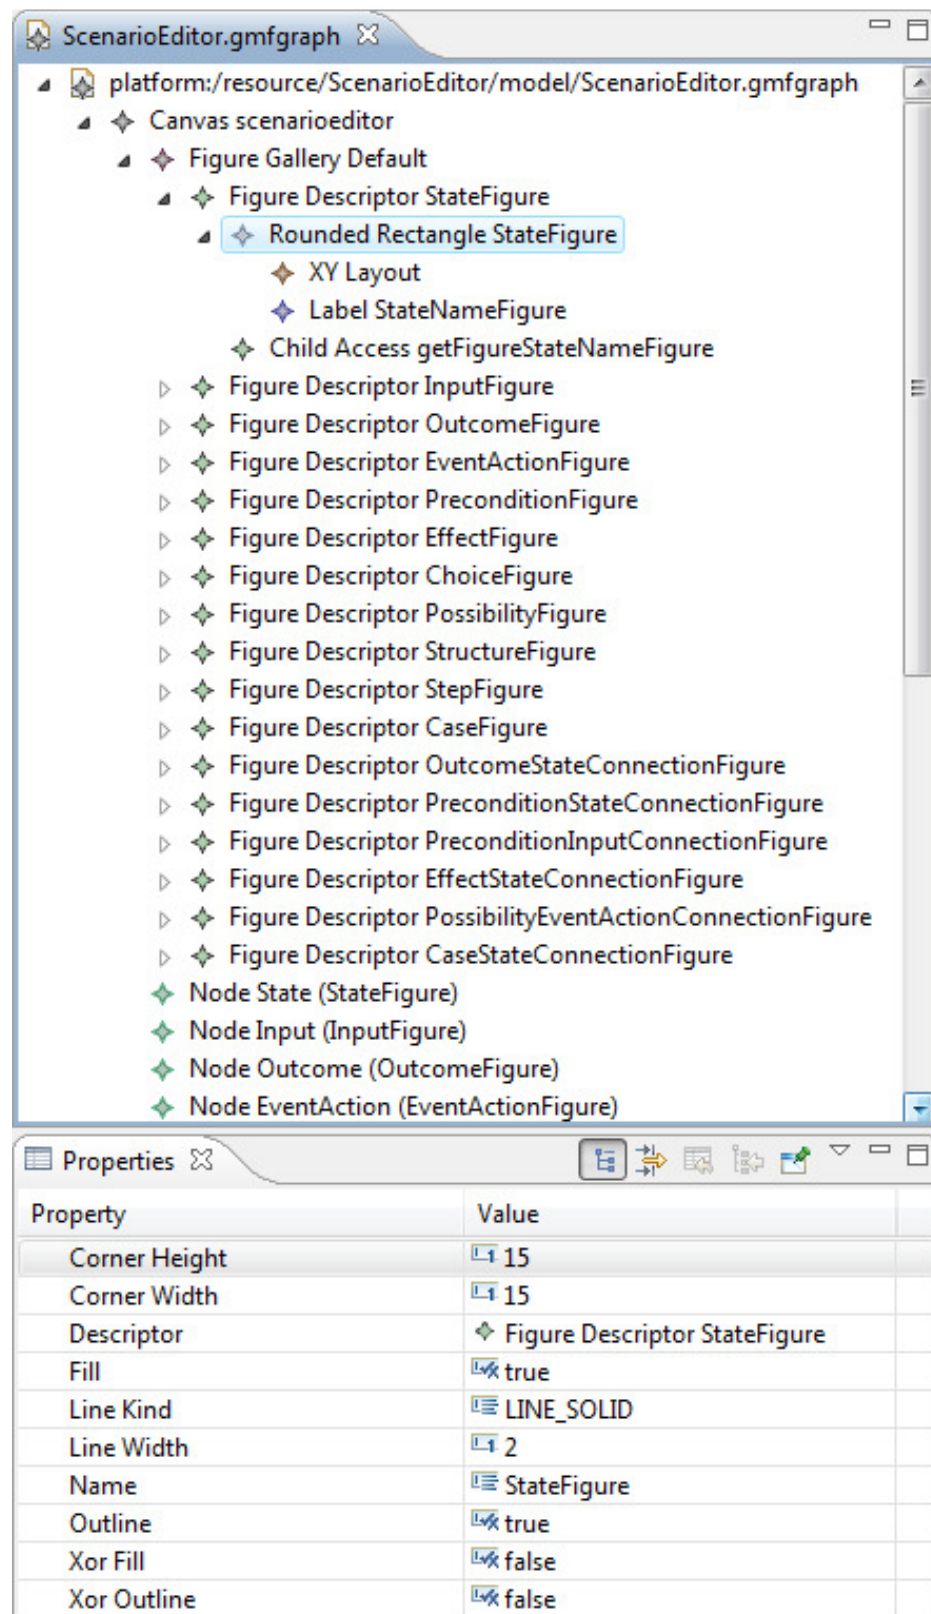 ScenarioEditor.gmfgraph
platform:/resource/ScenarioEditor/model/ScenarioEditor.gmfgraph
Canvas scenarioeditor
Figure Gallery Default
Figure Descriptor StateFigure
Rounded Rectangle StateFigure
XY Layout
Label StateNameFigure
Child Access getFigureStateNameFigure
Figure Descriptor InputFigure
Figure Descriptor OutcomeFigure
Figure Descriptor EventActionFigure
Figure Descriptor PreconditionFigure
Figure Descriptor EffectFigure
Figure Descriptor ChoiceFigure
Figure Descriptor PossibilityFigure
Figure Descriptor StructureFigure
Figure Descriptor StepFigure
Figure Descriptor CaseFigure
Figure Descriptor OutcomeStateConnectionFigure
Figure Descriptor PreconditionStateConnectionFigure
Figure Descriptor PreconditionInputConnectionFigure
Figure Descriptor EffectStateConnectionFigure
Figure Descriptor PossibilityEventActionConnectionFigure
Figure Descriptor CaseStateConnectionFigure
Node State (StateFigure)
Node Input (InputFigure)
Node Outcome (OutcomeFigure)
Node EventAction (EventActionFigure)
Properties
Property Value
Corner Height 15
Corner Width 15
Descriptor Figure Descriptor StateFigure
Fill true
Line Kind LINE_SOLID
Line Width 2
Name StateFigure
Outline true
Xor Fill false
Xor Outline false